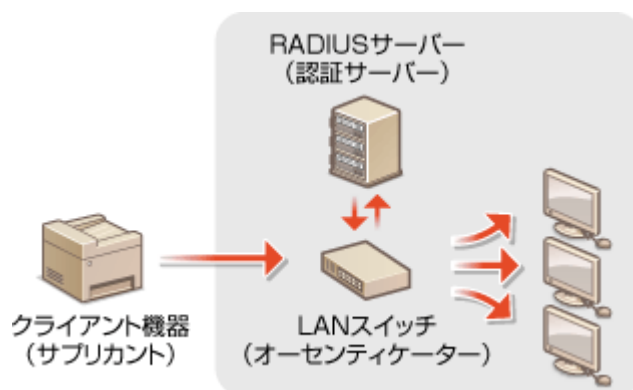 RADIUSサーバー
（認証サーバー）
クライアント機器
（サプリカント）
LANスイッチ
（オーセンティケーター）